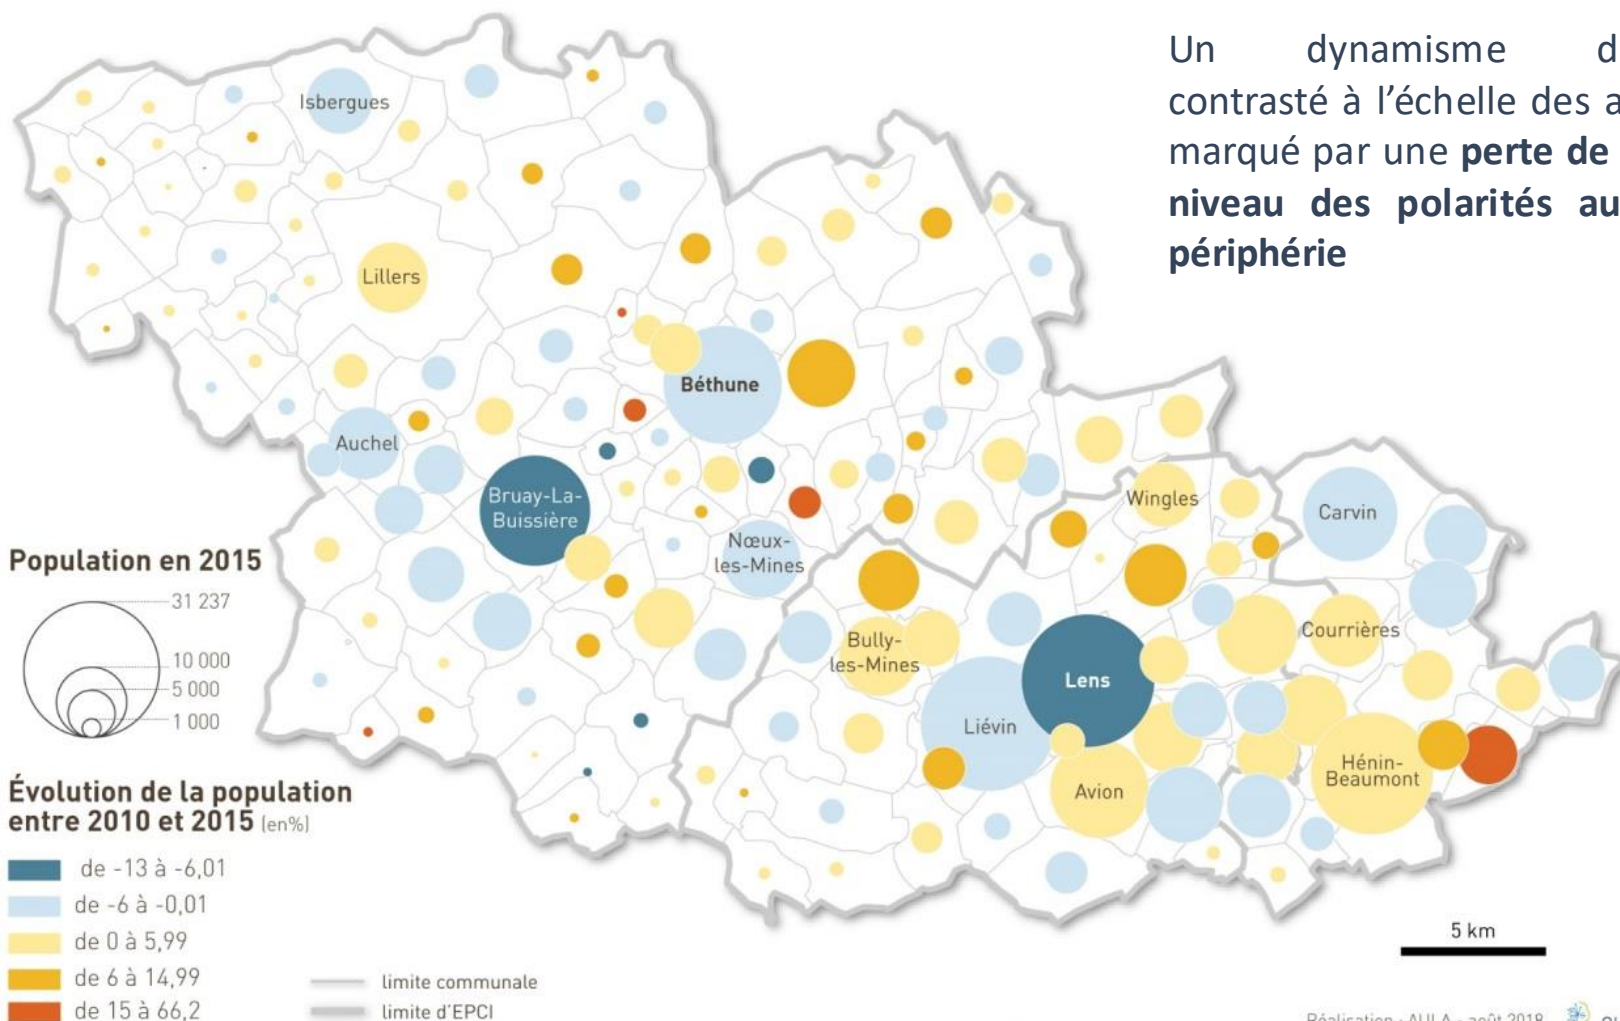 Un dynamisme
contrasté à l'échelle des
marqué par une perte de
niveau des polarités au
périphérie
Isbergues
Lillers
Béthune
Auchel
Bruay-La-
Buissière
Nœux-
les-Mines
Wingles
Carvin
Bully-
les-Mines
Courrières
Lens
Liévin
Avion
Hénin-
Beaumont
Population en 2015
31 237
10 000
5 000
1 000
Évolution de la population
entre 2010 et 2015 (en%)
de -13 à -6,01
de -6 à -0,01
de 0 à 5,99
de 6 à 14,99
de 15 à 66,2
limite communale
limite d'EPCI
5 km
Réalisation : AULA - août 2018